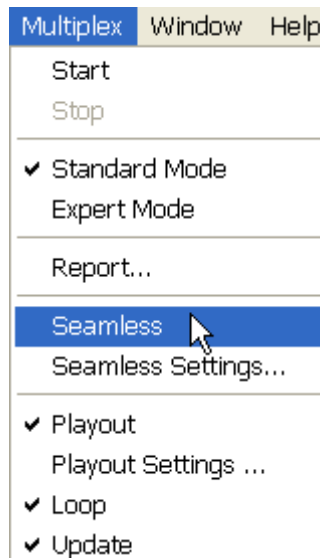 Multiplex Window Help
Start
Stop
Standard Mode
Expert Mode
Report...
Seamless
Seamless Settings...
Playout
Playout Settings ...
Loop
Update